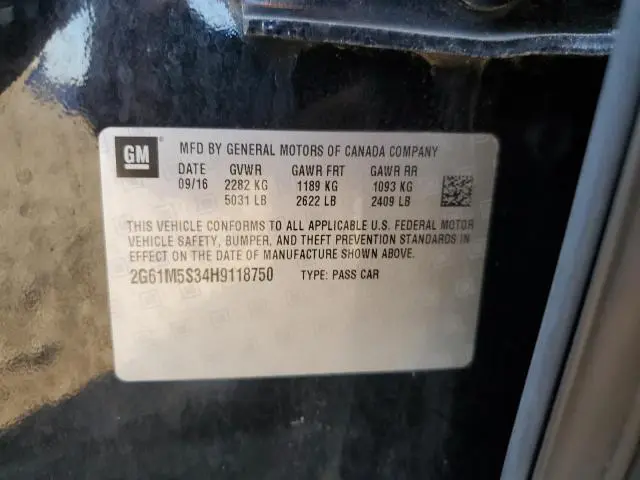 GM
MFD BY GENERAL MOTORS OF CANADA COMPANY
DATE GVWR GAWR FRT GAWR RR
09/16 2282 KG 1189 KG 1093 KG
5031 LB 2622 LB 2409 LB
THIS VEHICLE CONFORMS TO ALL APPLICABLE U.S. FEDERAL MOTOR
VEHICLE SAFETY, BUMPER, AND THEFT PREVENTION STANDARDS IN
EFFECT ON THE DATE OF MANUFACTURE SHOWN ABOVE.
2G61M5S34H9118750 TYPE: PASS CAR